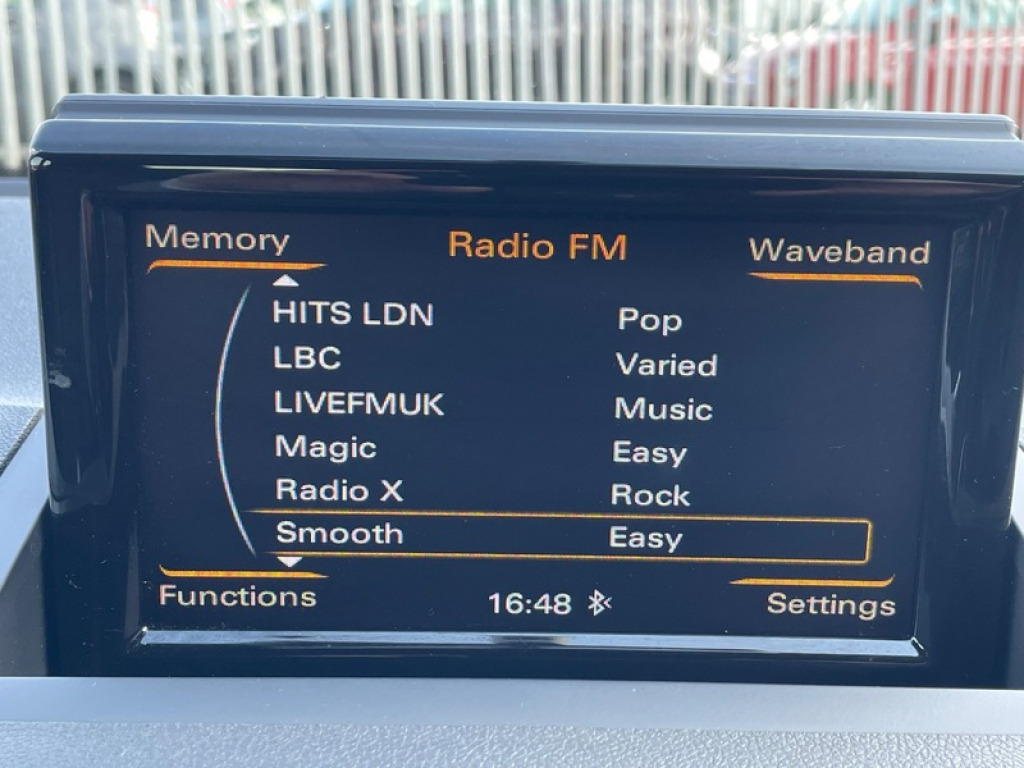 Memory Radio FM Waveband
HITS LDN Pop
LBC Varied
LIVEFMUK Music
Magic Easy
Radio X Rock
Smooth Easy
Functions 16:48 Settings